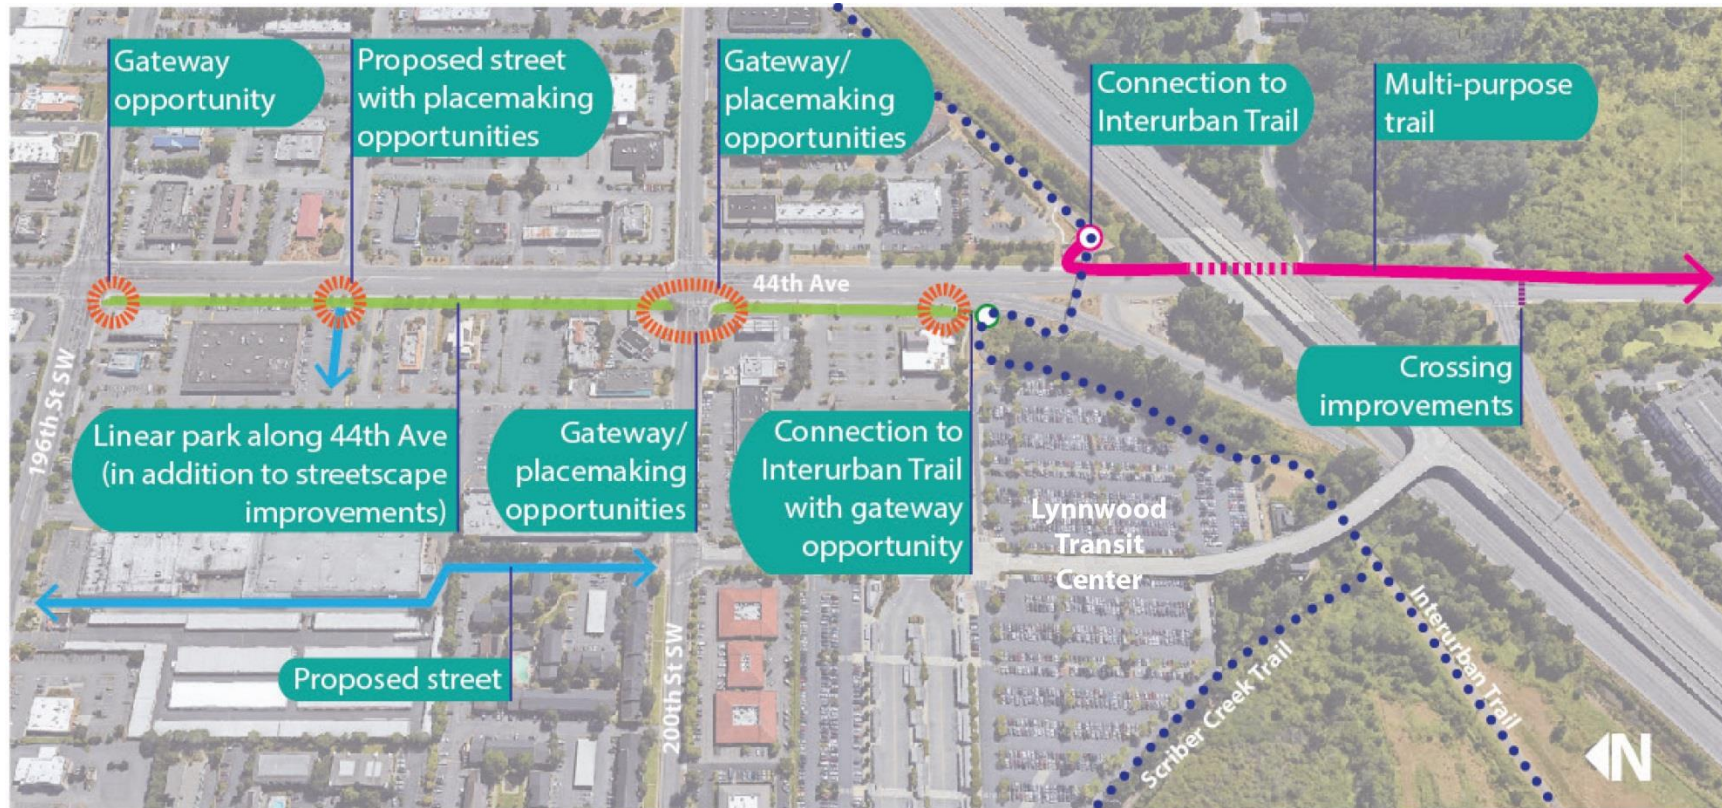 Gateway
opportunity
Proposed street
with placemaking
opportunities
Gateway/
placemaking
opportunities
Connection to
Interurban Trail
Multi-purpose
trail
44th Ave
196th St SW
Linear park along 44th Ave
(in addition to streetscape
improvements)
Gateway/
placemaking
opportunities
Connection to
Interurban Trail
with gateway
opportunity
Crossing
improvements
Lynnwood
Transit
Center
Proposed street
200th St SW
Scriber Creek Trail
Interurban Trail
N